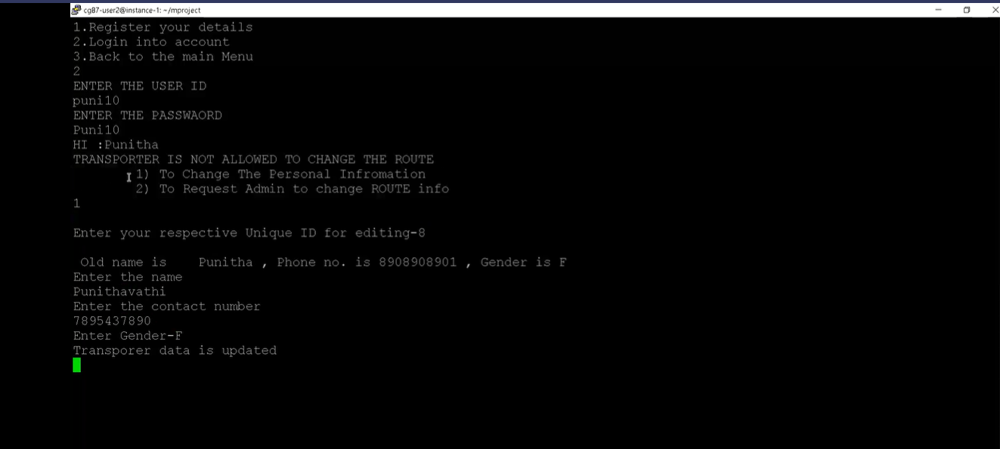 cg87-user2@instance-1: ~/mproject
1.Register your details
2.Login into account
3.Back to the main Menu
2
ENTER THE USER ID
puni10
ENTER THE PASSWAORD
Puni10
HI :Punitha
TRANSPORTER IS NOT ALLOWED TO CHANGE THE ROUTE
1) To Change The Personal Infromation
2) To Request Admin to change ROUTE info
1
Enter your respective Unique ID for editing-8
Old name is    Punitha , Phone no. is 8908908901 , Gender is F
Enter the name
Punithavathi
Enter the contact number
7895437890
Enter Gender-F
Transporer data is updated